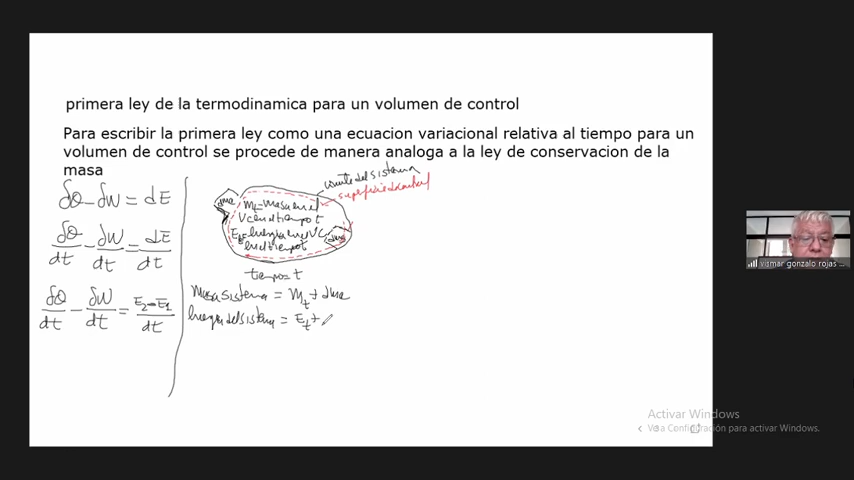 primera ley de la termodinamica para un volumen de control
Para escribir la primera ley como una ecuacion variacional relativa al tiempo para un
volumen de control se procede de manera analoga a la ley de conservacion de la
masa
δQ - δW = dE
δQ/dt - δW/dt = dE/dt
δQ/dt - δW/dt = E₂-E₁/dt
del sistema
superficie de control
dme
mt = masa en el
VC en el tiempo t
Et = energia en el VC
en el tiempo t
tiempo = t
Masa sistema = mt + dme
Energia del sistema = Et +
vismar gonzalo rojas
Activar Windows
Ve a Configuración para activar Windows.